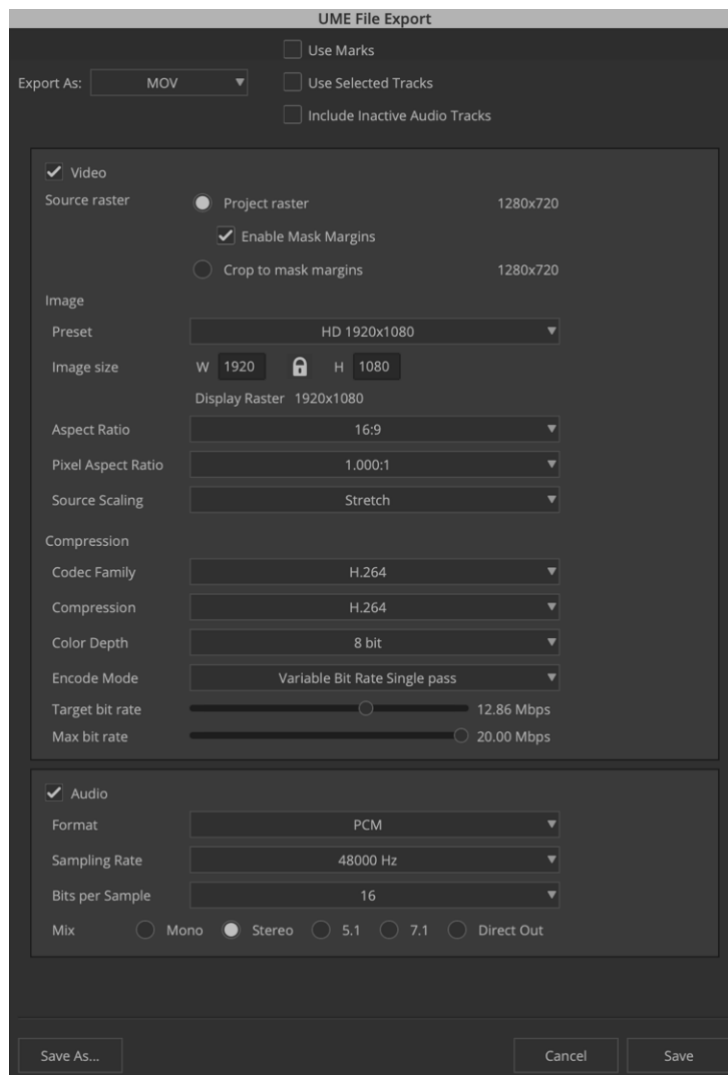 UME File Export
Use Marks
Export As: MOV Use Selected Tracks
Include Inactive Audio Tracks
Video
Source raster Project raster 1280x720
Enable Mask Margins
Crop to mask margins 1280x720
Image
Preset HD 1920x1080
Image size W 1920 H 1080
Display Raster 1920x1080
Aspect Ratio 16:9
Pixel Aspect Ratio 1.000:1
Source Scaling Stretch
Compression
Codec Family H.264
Compression H.264
Color Depth 8 bit
Encode Mode Variable Bit Rate Single pass
Target bit rate 12.86 Mbps
Max bit rate 20.00 Mbps
Audio
Format PCM
Sampling Rate 48000 Hz
Bits per Sample 16
Mix Mono Stereo 5.1 7.1 Direct Out
Save As... Cancel Save